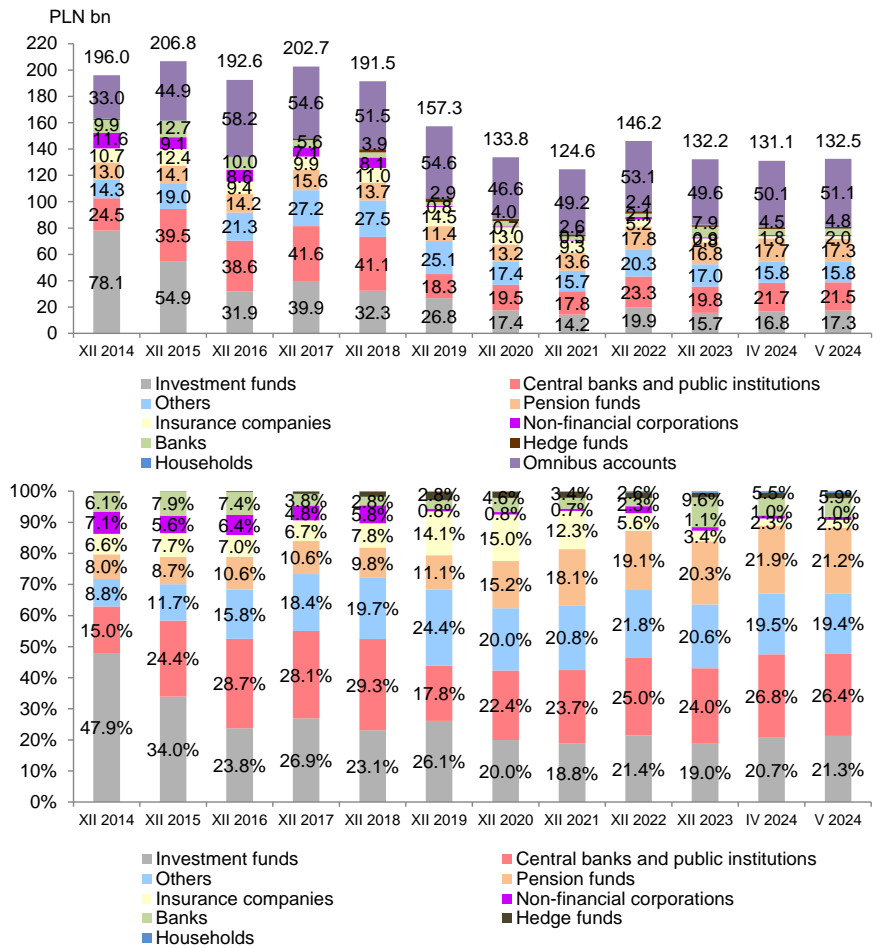 PLN bn
220
200
180
160
140
120
100
80
60
40
20
0
196.0 206.8 192.6 202.7 191.5 157.3 133.8 124.6 146.2 132.2 131.1 132.5
33.0 44.9 58.2 54.6 51.5 54.6 46.6 49.2 53.1 49.6 50.1 51.1
9.9 12.7 10.0 5.6 3.9 2.9 4.0 2.6 2.4 7.9 4.5 4.8
11.6 9.1 8.6 7.1 8.1 0.8 0.7 2.1
10.7 12.4 9.4 9.9 11.0 14.5 13.0 9.3 5.2 2.8 1.8 2.0
13.0 14.1 14.2 15.6 13.7 11.4 13.2 13.6 17.8 16.8 17.7 17.3
14.3 19.0 21.3 27.2 27.5 25.1 17.4 15.7 20.3 17.0 15.8 15.8
24.5 39.5 38.6 41.6 41.1 18.3 19.5 17.8 23.3 19.8 21.7 21.5
78.1 54.9 31.9 39.9 32.3 26.8 17.4 14.2 19.9 15.7 16.8 17.3
XII 2014 XII 2015 XII 2016 XII 2017 XII 2018 XII 2019 XII 2020 XII 2021 XII 2022 XII 2023 IV 2024 V 2024
Investment funds Central banks and public institutions
Others Pension funds
Insurance companies Non-financial corporations
Banks Hedge funds
Households Omnibus accounts
100%
90%
80%
70%
60%
50%
40%
30%
20%
10%
0%
6.1% 7.9% 7.4% 3.8% 2.8% 2.8% 4.6% 3.4% 2.6% 9.6% 5.5% 5.9%
7.1% 5.6% 6.4% 4.8% 5.8% 0.8% 0.8% 0.7% 2.3% 1.1% 1.0% 1.0%
6.6% 7.7% 7.0% 6.7% 7.8% 14.1% 15.0% 12.3% 5.6% 3.4% 2.3% 2.5%
8.0% 8.7% 10.6% 10.6% 9.8% 11.1% 15.2% 18.1% 19.1% 20.3% 21.9% 21.2%
8.8% 11.7% 15.8% 18.4% 19.7% 24.4% 20.0% 20.8% 21.8% 20.6% 19.5% 19.4%
15.0% 24.4% 28.7% 28.1% 29.3% 17.8% 22.4% 23.7% 25.0% 24.0% 26.8% 26.4%
47.9% 34.0% 23.8% 26.9% 23.1% 26.1% 20.0% 18.8% 21.4% 19.0% 20.7% 21.3%
XII 2014 XII 2015 XII 2016 XII 2017 XII 2018 XII 2019 XII 2020 XII 2021 XII 2022 XII 2023 IV 2024 V 2024
Investment funds Central banks and public institutions
Others Pension funds
Insurance companies Non-financial corporations
Banks Hedge funds
Households